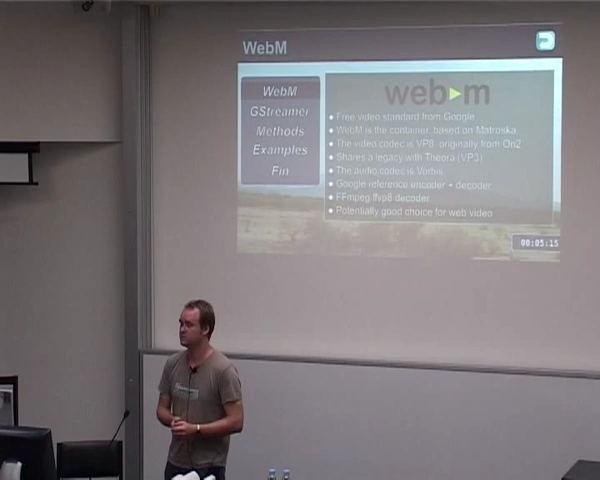 WebM
WebM
GStreamer
Methods
Examples
Fin
web m
● Free video standard from Google
● WebM is the container, based on Matroska
● The video codec is VP8, originally from On2
● Shares a legacy with Theora (VP3)
● The audio codec is Vorbis
● Google reference encoder + decoder
● FFmpeg ffvp8 decoder
● Potentially good choice for web video
00:05:15